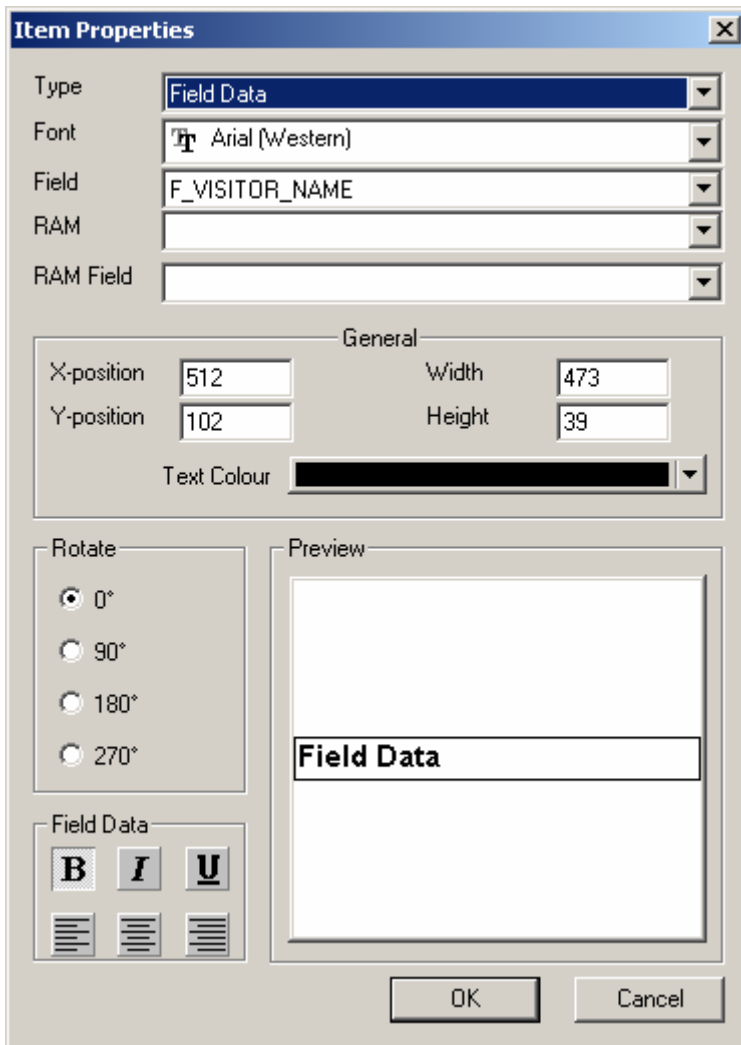 Item Properties
Type Field Data
Font Arial (Western)
Field F_VISITOR_NAME
RAM
RAM Field
General
X-position 512 Width 473
Y-position 102 Height 39
Text Colour
Rotate
0°
90°
180°
270°
Preview
Field Data
Field Data
B I U
OK Cancel